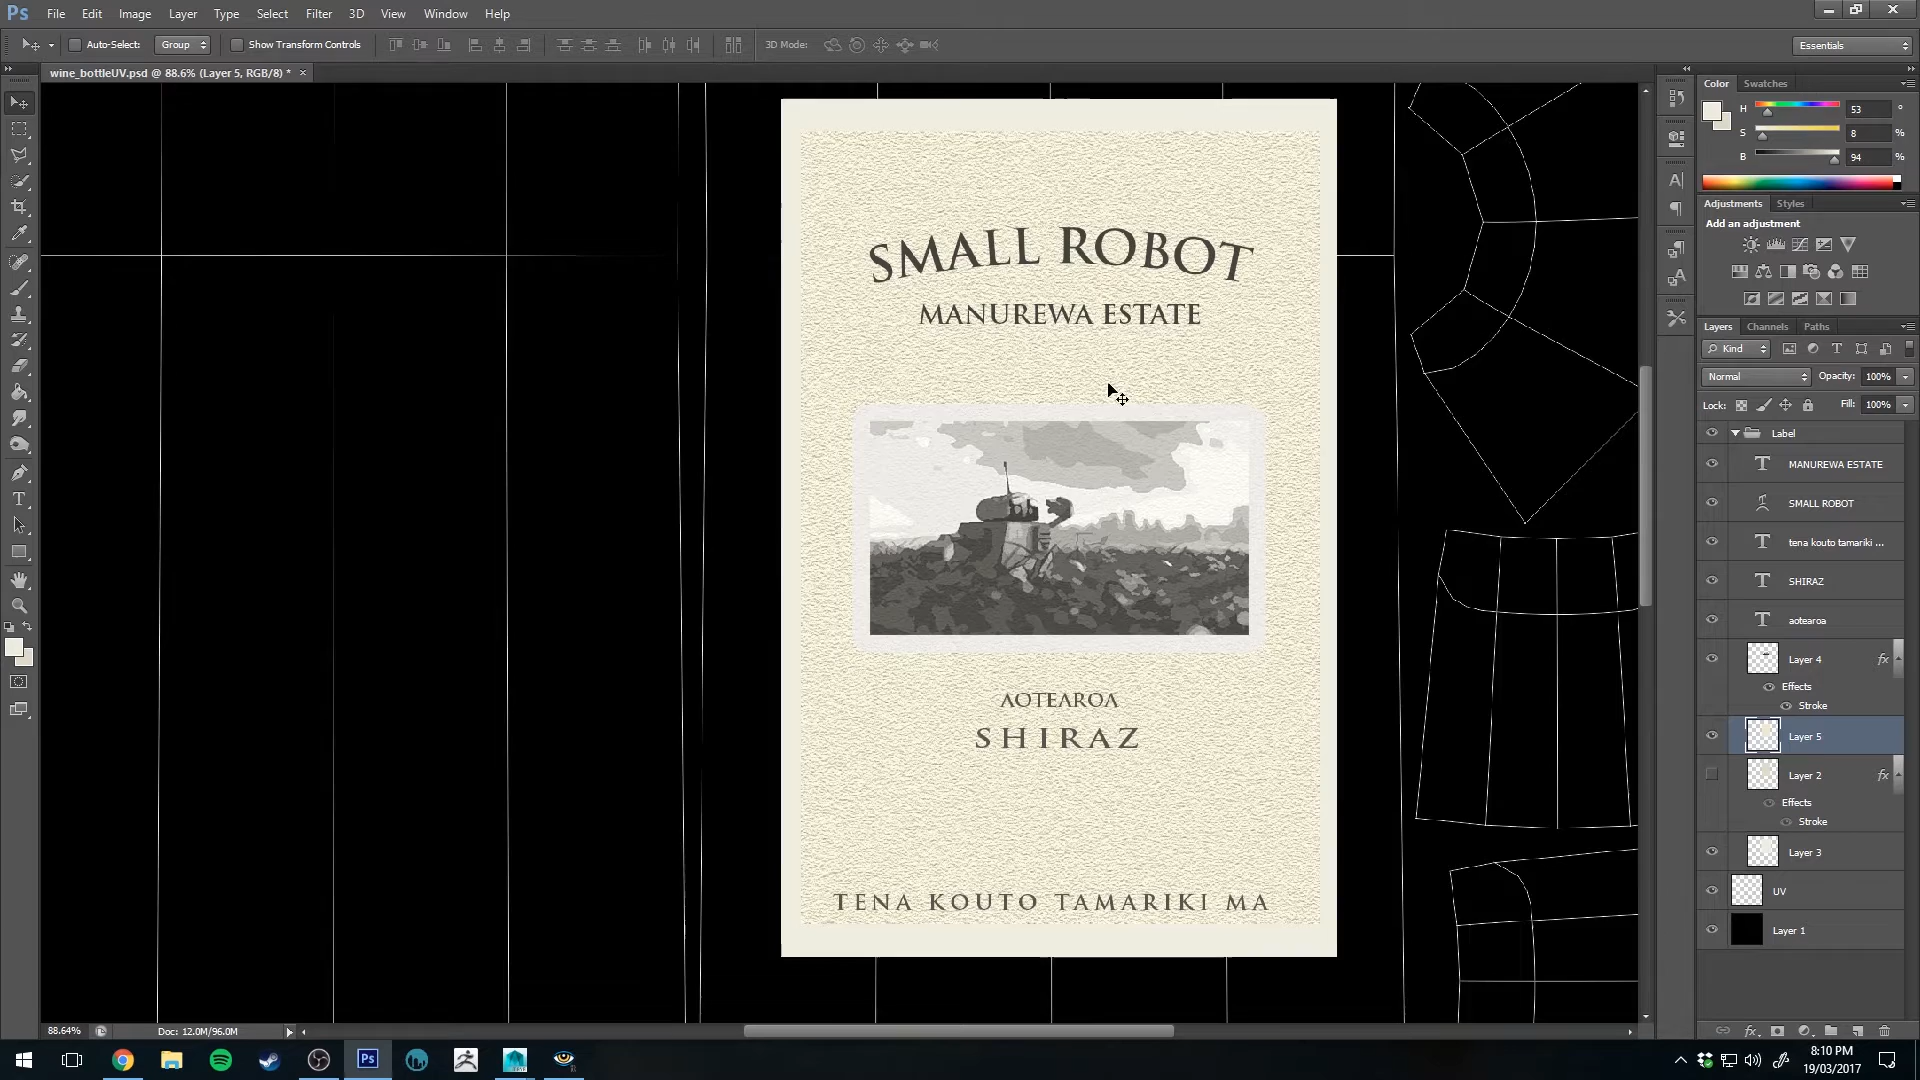 Ps File Edit Image Layer Type Select Filter 3D View Window Help
Auto-Select: Group Show Transform Controls 3D Mode: Essentials
wine_bottleUV.psd @ 88.6% (Layer 5, RGB/8) * ×
SMALL ROBOT
MANUREWA ESTATE
AOTEAROA
SHIRAZ
TENA KOUTO TAMARIKI MA
Color Swatches
H 53 °
S 8 %
B 94 %
Adjustments Styles
Add an adjustment
Layers Channels Paths
Kind
Normal Opacity: 100%
Lock: Fill: 100%
Label
MANUREWA ESTATE
SMALL ROBOT
tena kouto tamariki ...
SHIRAZ
aotearoa
Layer 4 fx
Effects
Stroke
Layer 5
Layer 2 fx
Effects
Stroke
Layer 3
UV
Layer 1
88.64% Doc: 12.0M/96.0M
8:10 PM
19/03/2017